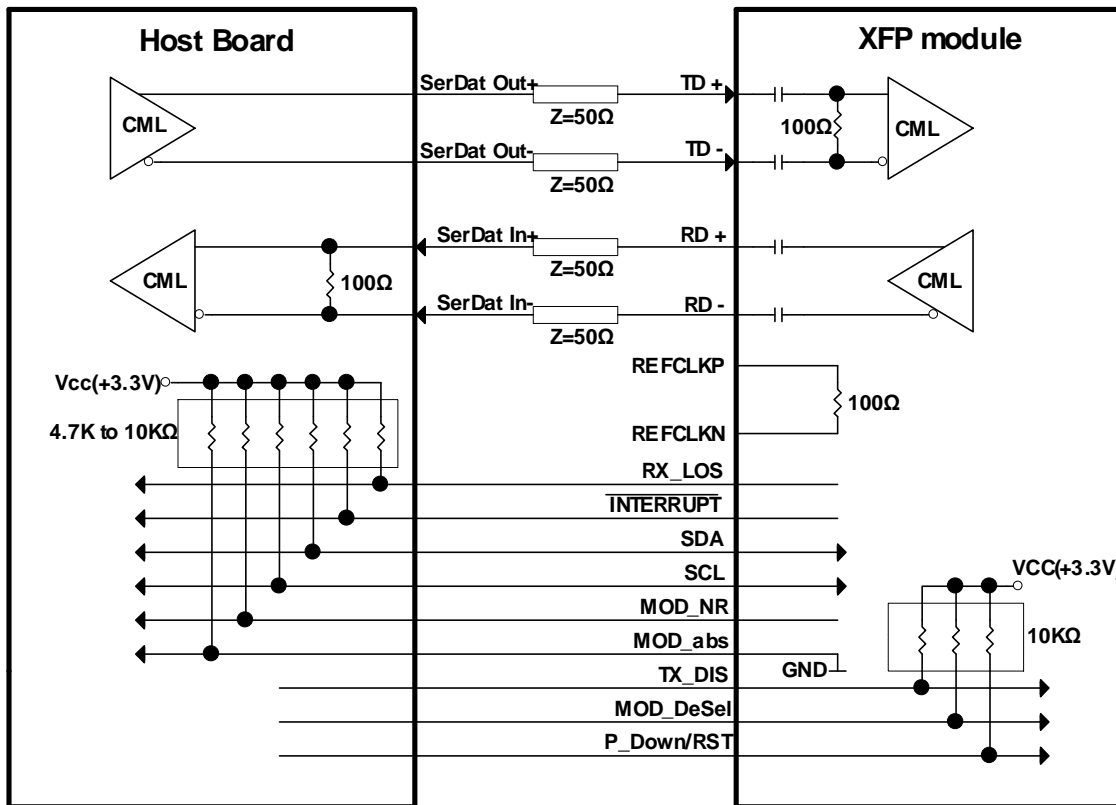 Host Board
XFP module
CML
SerDat Out+
Z=50Ω
TD +
100Ω
CML
SerDat Out-
Z=50Ω
TD -
CML
100Ω
SerDat In+
Z=50Ω
RD +
CML
SerDat In-
Z=50Ω
RD -
REFCLKP
100Ω
REFCLKN
Vcc(+3.3V)
4.7K to 10KΩ
RX_LOS
INTERRUPT
SDA
SCL
MOD_NR
MOD_abs
GND
VCC(+3.3V)
10KΩ
TX_DIS
MOD_DeSel
P_Down/RST